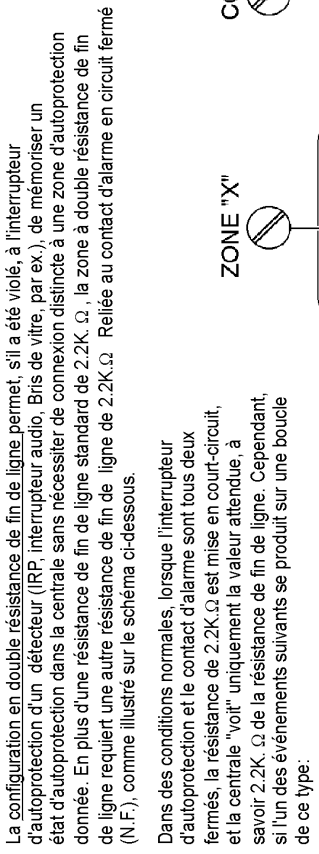 La configuration en double résistance de fin de ligne permet, s'il a été violé, à l'interrupteur
d'autoprotection d'un détecteur (IRP, interrupteur audio, Bris de vitre, par ex.), de mémoriser un
état d'autoprotection dans la centrale sans nécessiter de connexion distincte à une zone d'autoprotection
donnée. En plus d'une résistance de fin de ligne standard de 2.2K. Ω , la zone à double résistance de fin
de ligne requiert une autre résistance de fin de ligne de 2.2K.Ω Reliée au contact d'alarme en circuit fermé
(N.F.), comme illustré sur le schéma ci-dessous.
Dans des conditions normales, lorsque l'interrupteur
d'autoprotection et le contact d'alarme sont tous deux
fermés, la résistance de 2.2K.Ω est mise en court-circuit,
et la centrale "voit" uniquement la valeur attendue, à
savoir 2.2K. Ω de la résistance de fin de ligne. Cependant,
si l'un des événements suivants se produit sur une boucle
de ce type:
ZONE "X"
CO